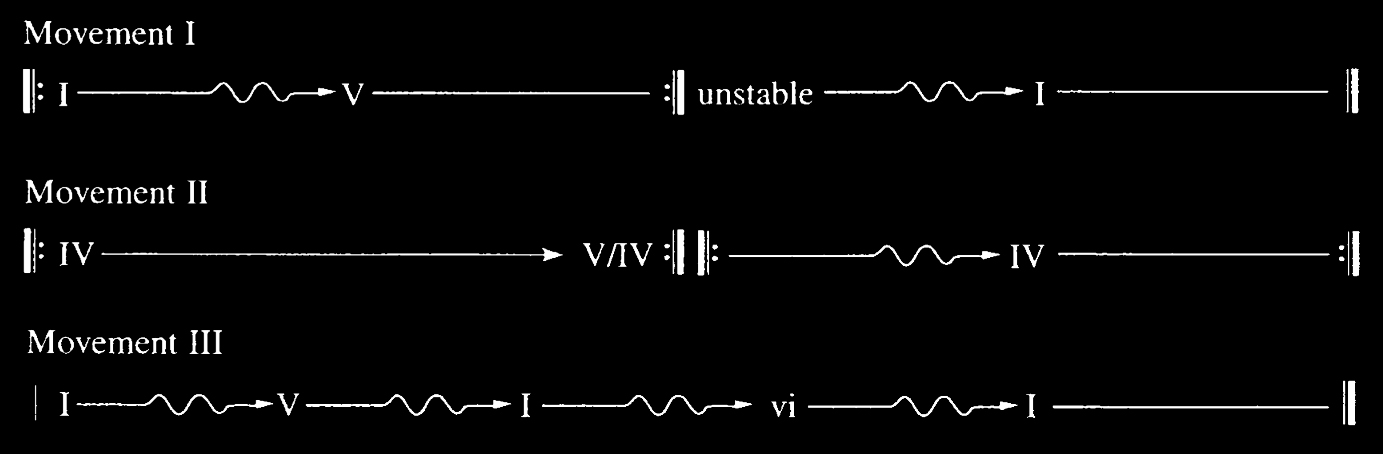 Movement I
I V unstable I
Movement II
IV V/IV IV
Movement III
I V I vi I